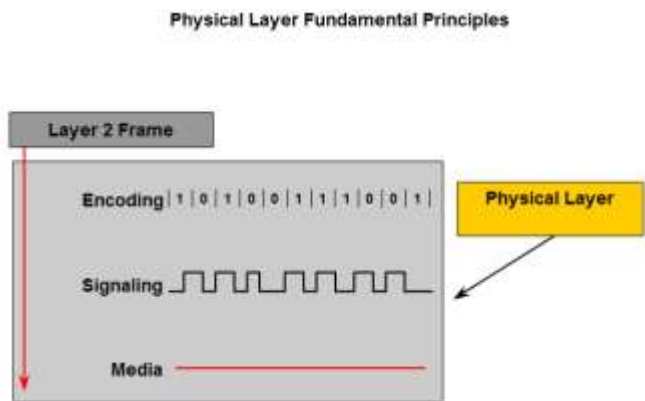 Physical Layer Fundamental Principles
Layer 2 Frame
Encoding |1|0|1|0|0|1|1|1|0|0|1|
Physical Layer
Signaling
Media